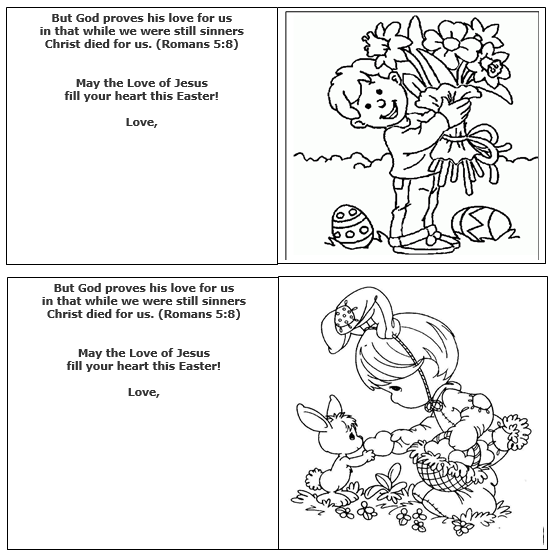 But God proves his love for us
in that while we were still sinners
Christ died for us. (Romans 5:8)
May the Love of Jesus
fill your heart this Easter!
Love,
But God proves his love for us
in that while we were still sinners
Christ died for us. (Romans 5:8)
May the Love of Jesus
fill your heart this Easter!
Love,